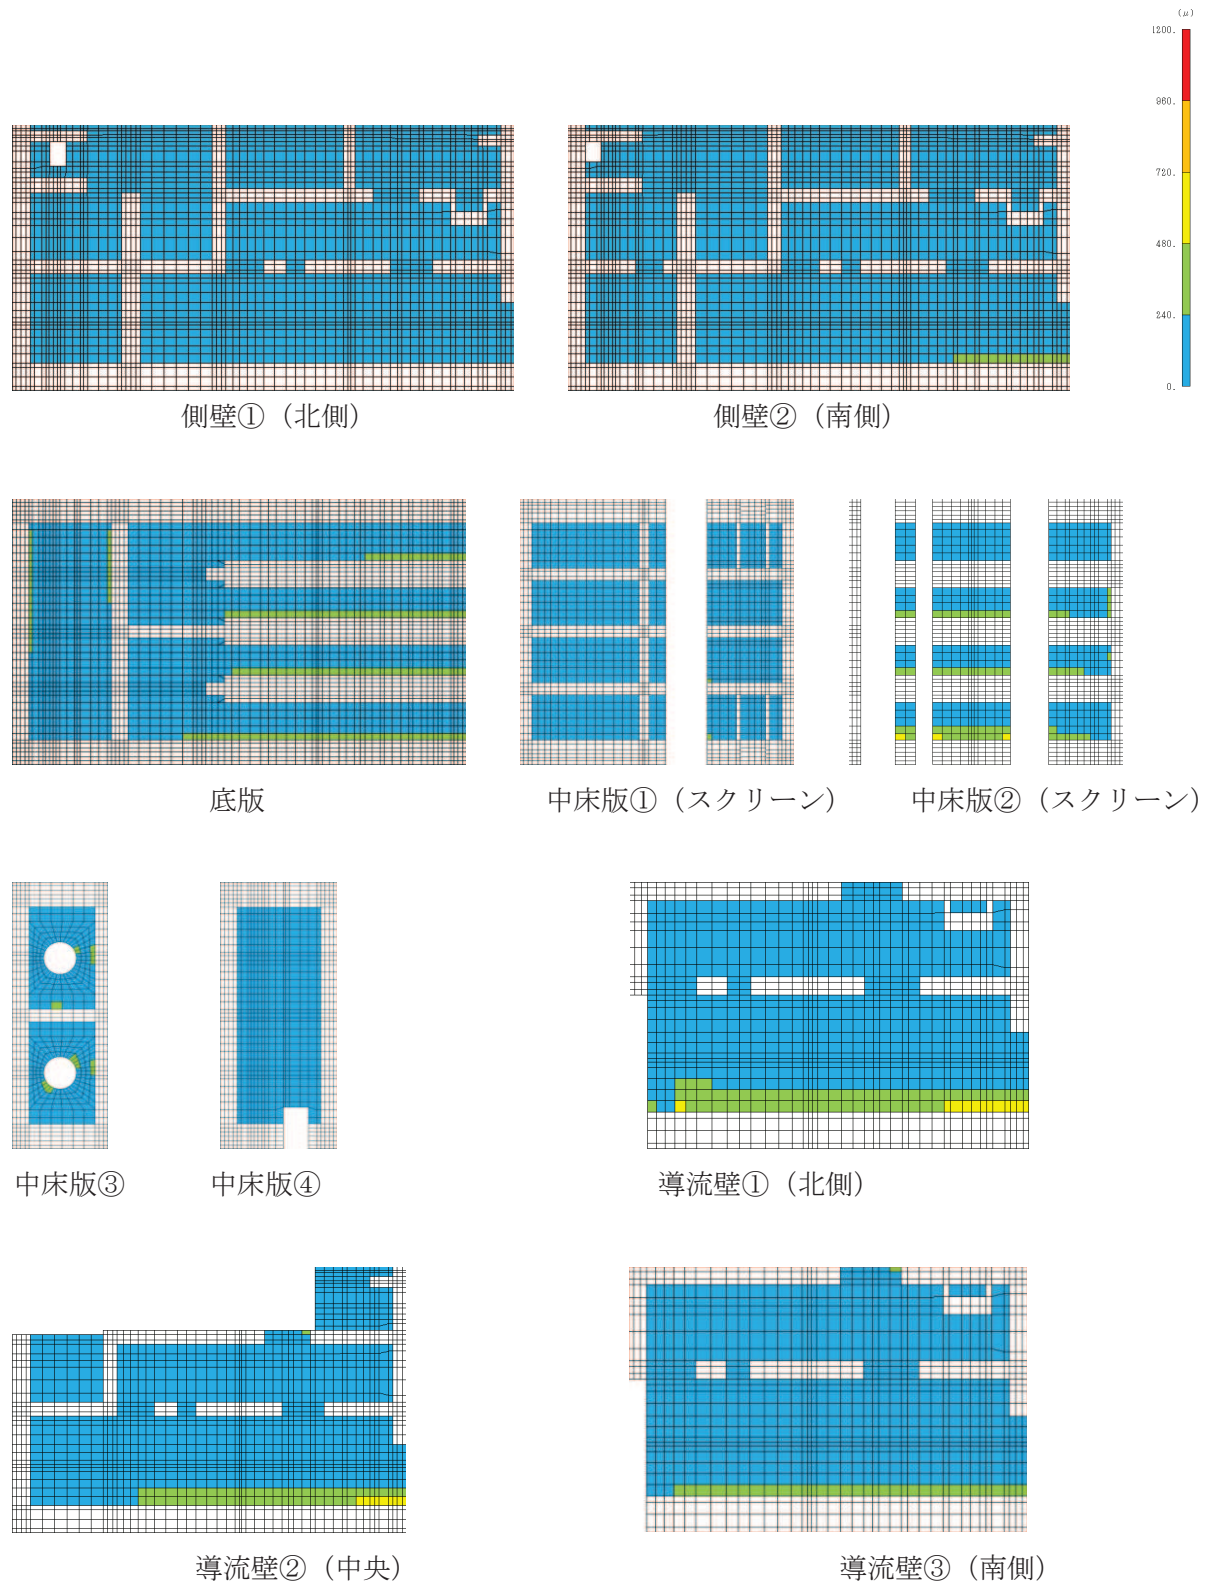 (μ)
1200.
960.
720.
480.
240.
0.
側壁①（北側）
側壁②（南側）
底版
中床版①（スクリーン）
中床版②（スクリーン）
中床版③
中床版④
導流壁①（北側）
導流壁②（中央）
導流壁③（南側）